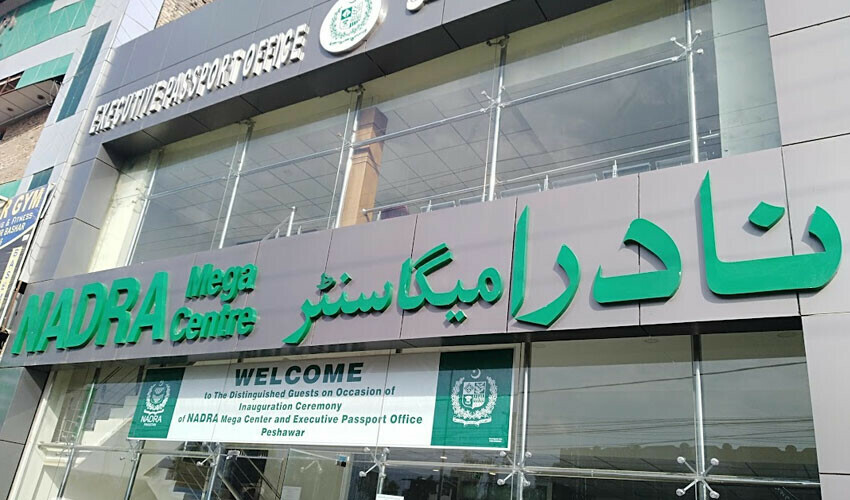 EXECUTIVE PASSPORT OFFICE
GYM
NADRA Mega Centre
نادرا میگا سنٹر
WELCOME
to The Distinguished Guests on Occasion of
Inauguration Ceremony
of NADRA Mega Center and Executive Passport Office
Peshawar
NADRA